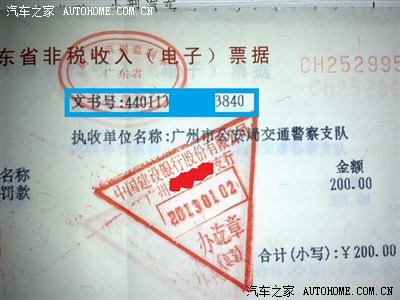 汽车之家 AUTOHOME.COM.CN
东省非税收入(电子)票据
广东省
CH252995
文书号:440113 3840
执收单位名称:广州市公安局交通警察支队
中国建设银行股份有限公司
广州 支行
金额
罚款 200.00
20130102
办讫章
合计(小写):¥200.00
汽车之家 AUTOHOME.COM.CN